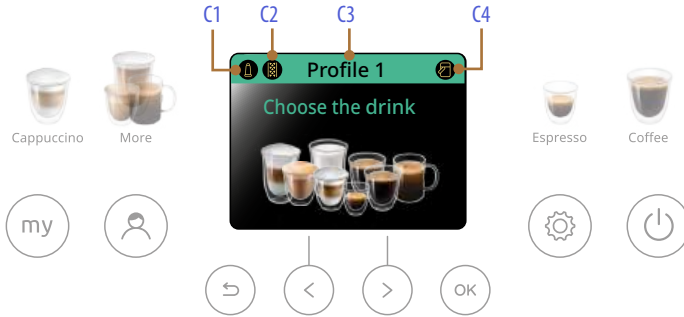 C1 C2 C3 C4
Profile 1
Choose the drink
Cappuccino More Espresso Coffee
my
OK